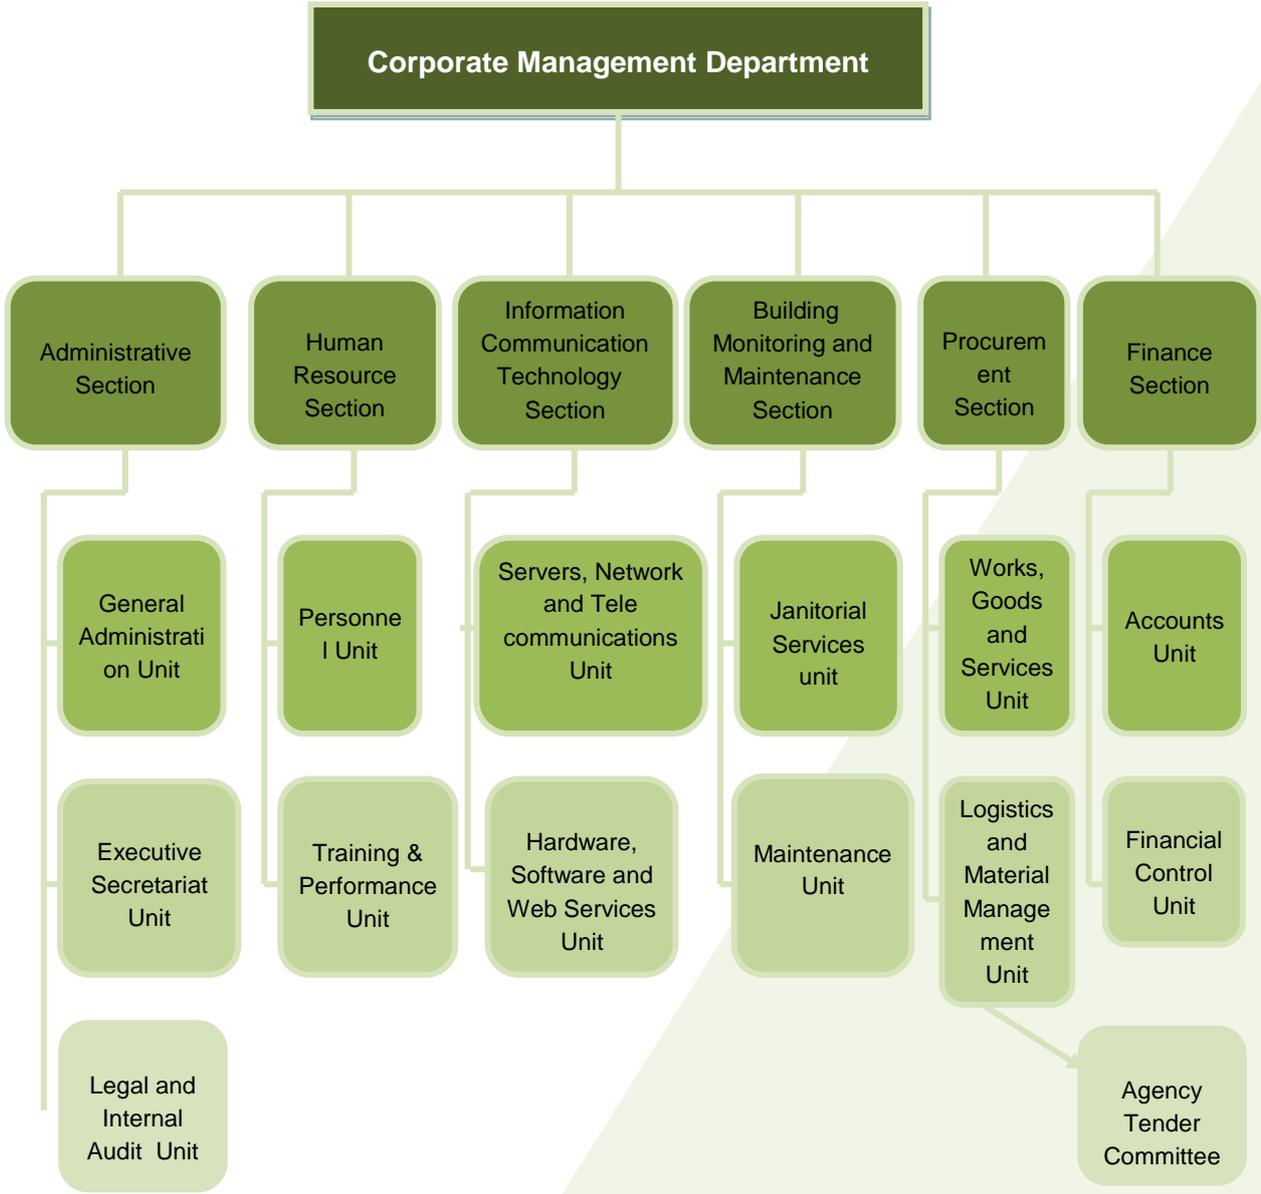 Corporate Management Department
Administrative
Section
Human
Resource
Section
Information
Communication
Technology
Section
Building
Monitoring and
Maintenance
Section
Procurem
ent
Section
Finance
Section
General
Administrati
on Unit
Personne
l Unit
Servers, Network
and Tele
communications
Unit
Janitorial
Services
unit
Works,
Goods
and
Services
Unit
Accounts
Unit
Executive
Secretariat
Unit
Training &
Performance
Unit
Hardware,
Software and
Web Services
Unit
Maintenance
Unit
Logistics
and
Material
Manage
ment
Unit
Financial
Control
Unit
Legal and
Internal
Audit  Unit
Agency
Tender
Committee